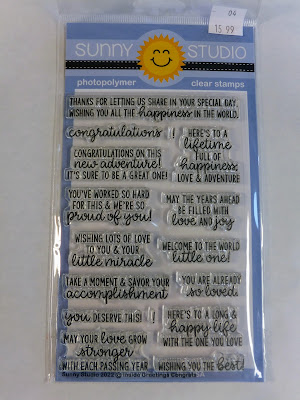 04
15.99
SUNNY STUDIO
photopolymer clear stamps
THANKS FOR LETTING US SHARE IN YOUR SPECIAL DAY,
WISHING YOU ALL THE happiness IN THE WORLD.
congratulations!
HERE'S TO A
lifetime
FULL OF
happiness,
LOVE & ADVENTURE
CONGRATULATIONS ON THIS
new adventure!
IT'S SURE TO BE A GREAT ONE!
YOU'VE WORKED SO HARD
FOR THIS & WE'RE SO
proud of you!
MAY THE YEARS AHEAD
BE FILLED WITH
love and joy
WISHING LOTS OF LOVE
TO YOU & YOUR
little miracle
WELCOME TO THE WORLD
little one!
TAKE A MOMENT & SAVOR YOUR
accomplishment
YOU ARE ALREADY
so loved.
you DESERVE THIS!
HERE'S TO A LONG &
happy life
WITH THE ONE YOU LOVE
MAY YOUR LOVE GROW
stronger
WITH EACH PASSING YEAR
WISHING YOU THE best!
Sunny Studio 2022 © Inside Greetings Congrats